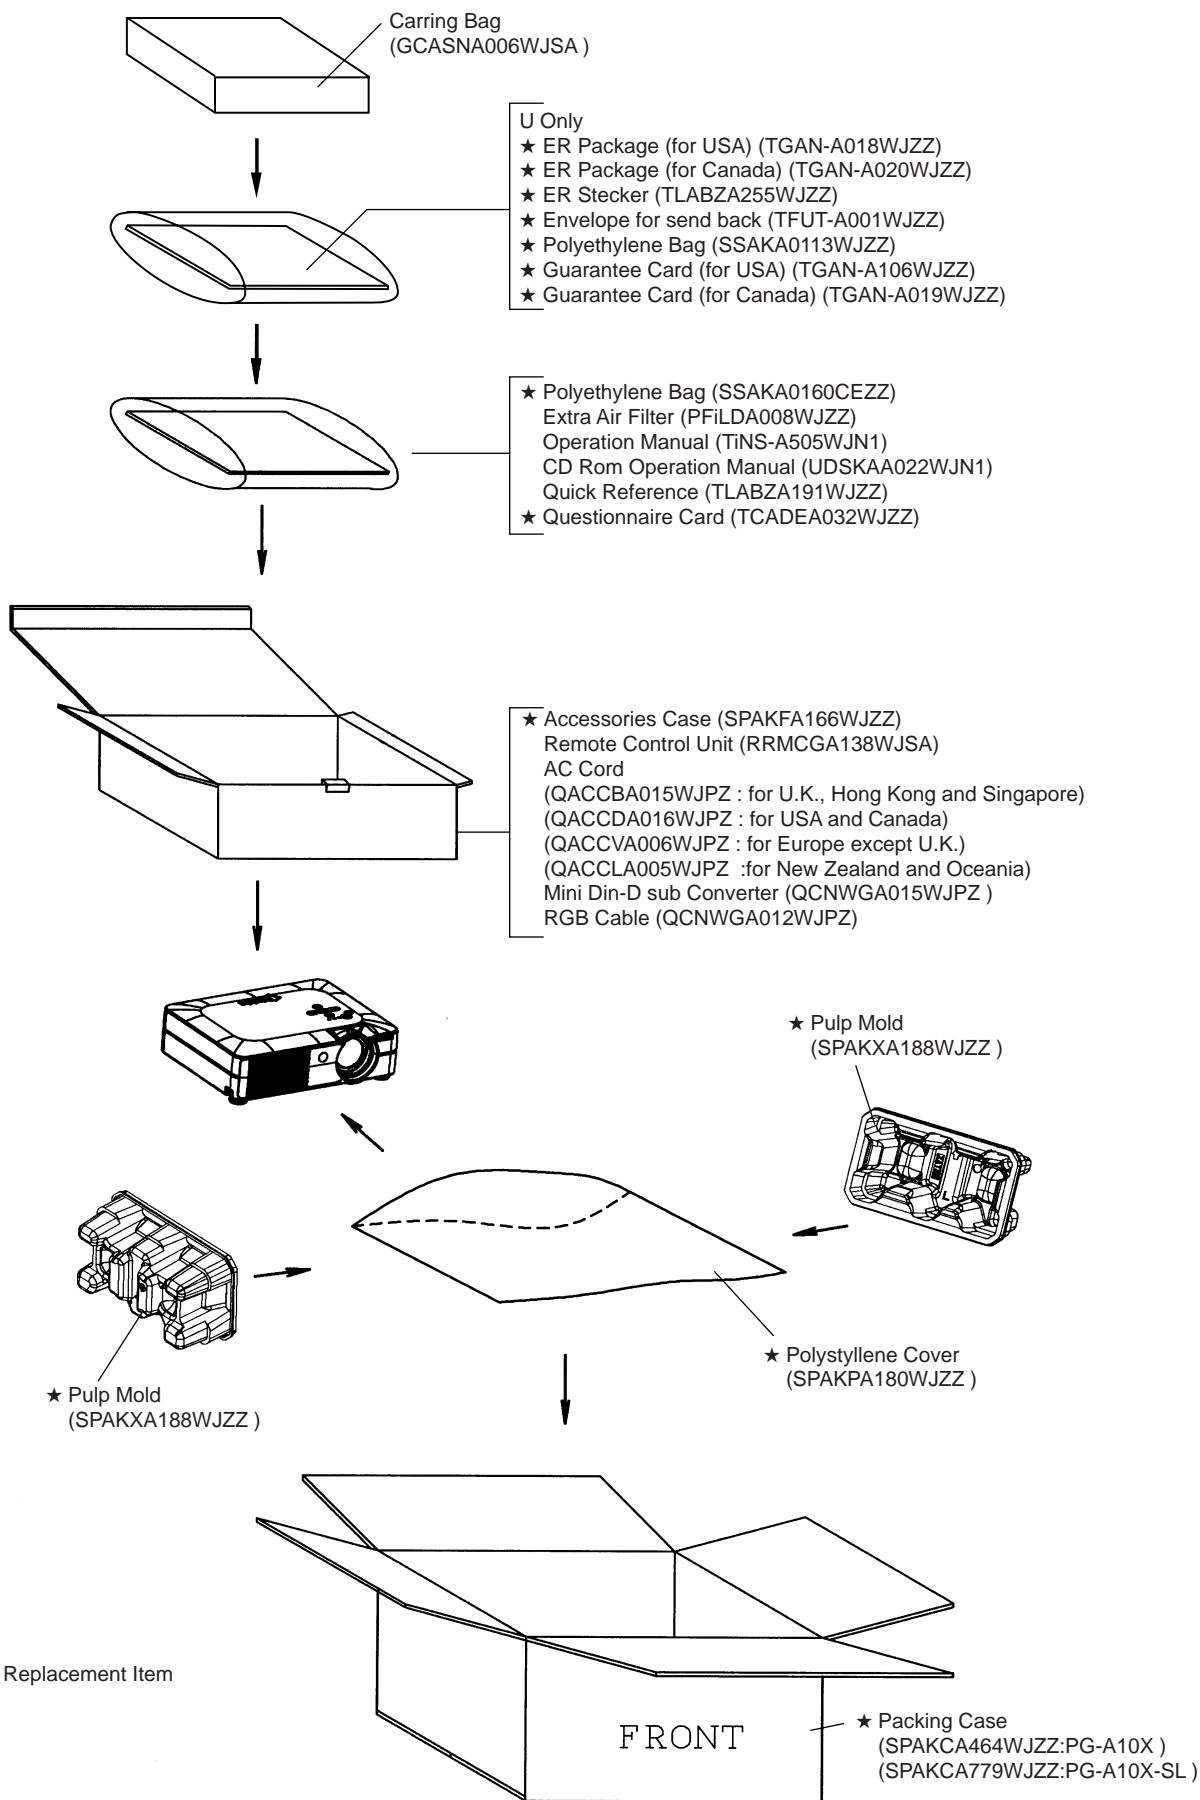 Carring Bag
(GCASNA006WJSA )
U Only
★ ER Package (for USA) (TGAN-A018WJZZ)
★ ER Package (for Canada) (TGAN-A020WJZZ)
★ ER Stecker (TLABZA255WJZZ)
★ Envelope for send back (TFUT-A001WJZZ)
★ Polyethylene Bag (SSAKA0113WJZZ)
★ Guarantee Card (for USA) (TGAN-A106WJZZ)
★ Guarantee Card (for Canada) (TGAN-A019WJZZ)
★ Polyethylene Bag (SSAKA0160CEZZ)
Extra Air Filter (PFiLDA008WJZZ)
Operation Manual (TiNS-A505WJN1)
CD Rom Operation Manual (UDSKAA022WJN1)
Quick Reference (TLABZA191WJZZ)
★ Questionnaire Card (TCADEA032WJZZ)
★ Accessories Case (SPAKFA166WJZZ)
Remote Control Unit (RRMCGA138WJSA)
AC Cord
(QACCBA015WJPZ : for U.K., Hong Kong and Singapore)
(QACCDA016WJPZ : for USA and Canada)
(QACCVA006WJPZ : for Europe except U.K.)
(QACCLA005WJPZ :for New Zealand and Oceania)
Mini Din-D sub Converter (QCNWGA015WJPZ )
RGB Cable (QCNWGA012WJPZ)
★ Pulp Mold
(SPAKXA188WJZZ )
L
★ Polystyllene Cover
(SPAKPA180WJZZ )
★ Pulp Mold
(SPAKXA188WJZZ )
Replacement Item
FRONT
★ Packing Case
(SPAKCA464WJZZ:PG-A10X )
(SPAKCA779WJZZ:PG-A10X-SL )